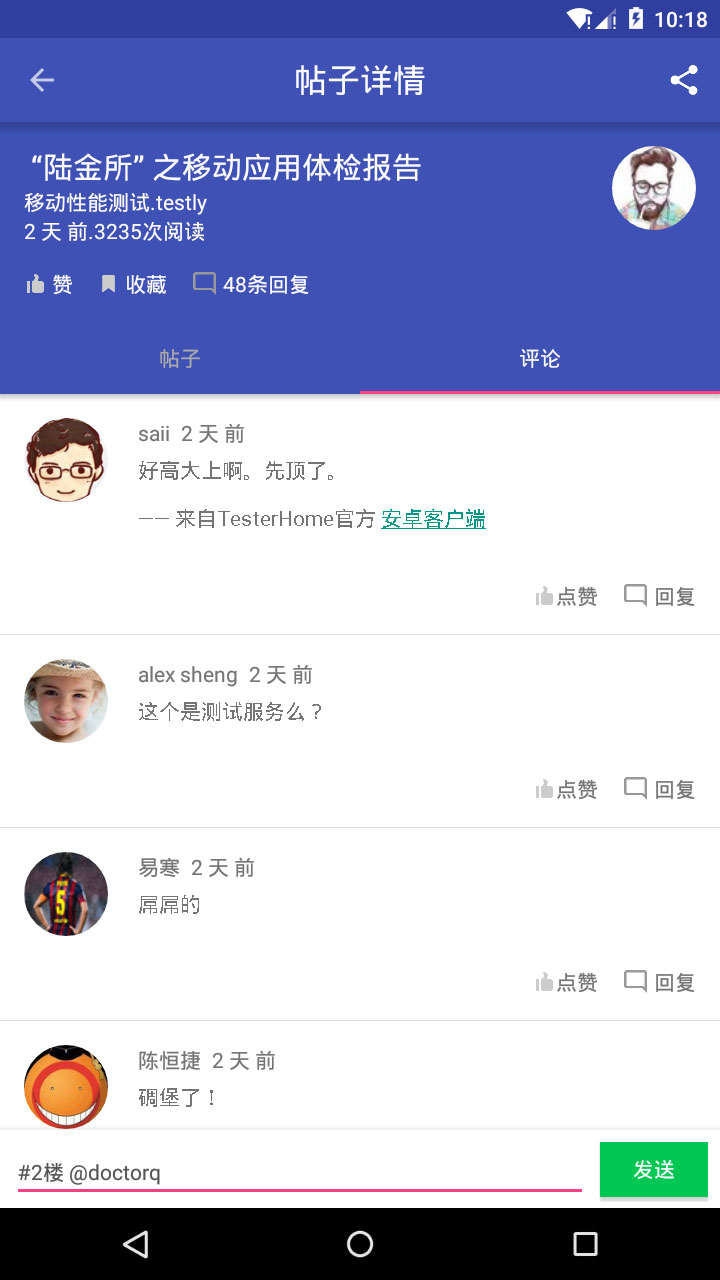 10:18
帖子详情
“陆金所” 之移动应用体检报告
移动性能测试.testly
2 天 前.3235次阅读
赞 收藏 48条回复
帖子 评论
saii 2 天 前
好高大上啊。先顶了。
—— 来自TesterHome官方 安卓客户端
点赞 回复
alex sheng 2 天 前
这个是测试服务么？
点赞 回复
易寒 2 天 前
屌屌的
点赞 回复
陈恒捷 2 天 前
碉堡了！
#2楼 @doctorq
发送